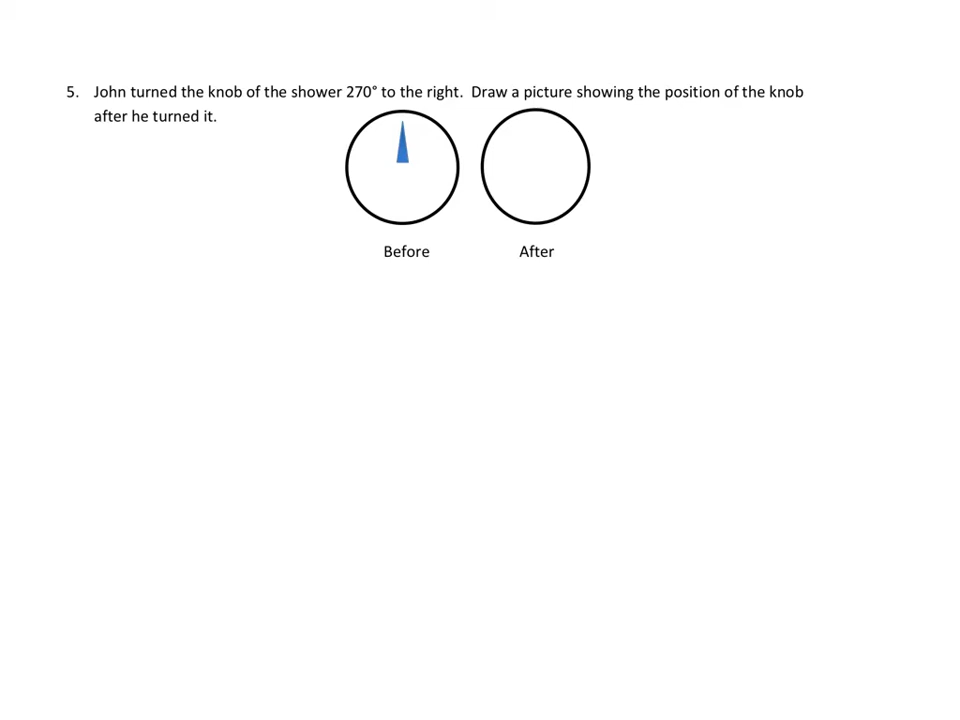 5. John turned the knob of the shower 270° to the right. Draw a picture showing the position of the knob
after he turned it.
Before After